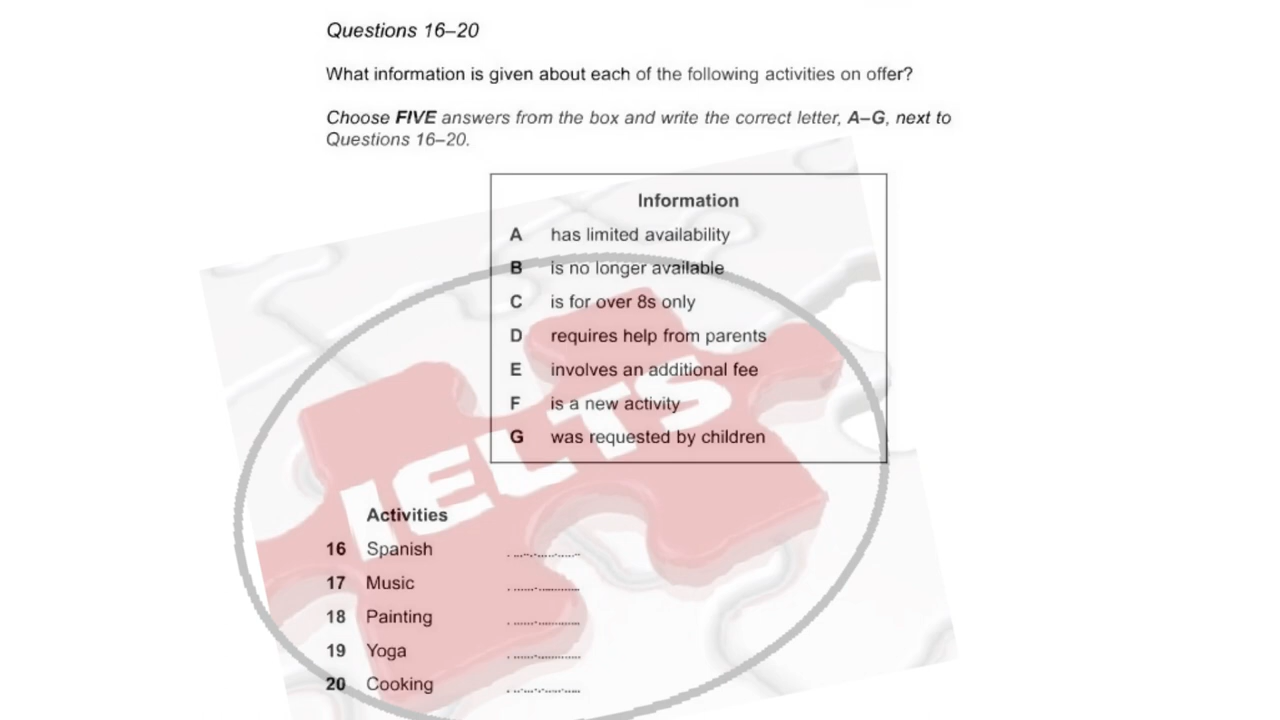 Questions 16–20
What information is given about each of the following activities on offer?
Choose FIVE answers from the box and write the correct letter, A–G, next to
Questions 16–20.
Information
A has limited availability
B is no longer available
C is for over 8s only
D requires help from parents
E involves an additional fee
F is a new activity
G was requested by children
IELTS
Activities
16 Spanish ....................
17 Music ....................
18 Painting ....................
19 Yoga ....................
20 Cooking ....................